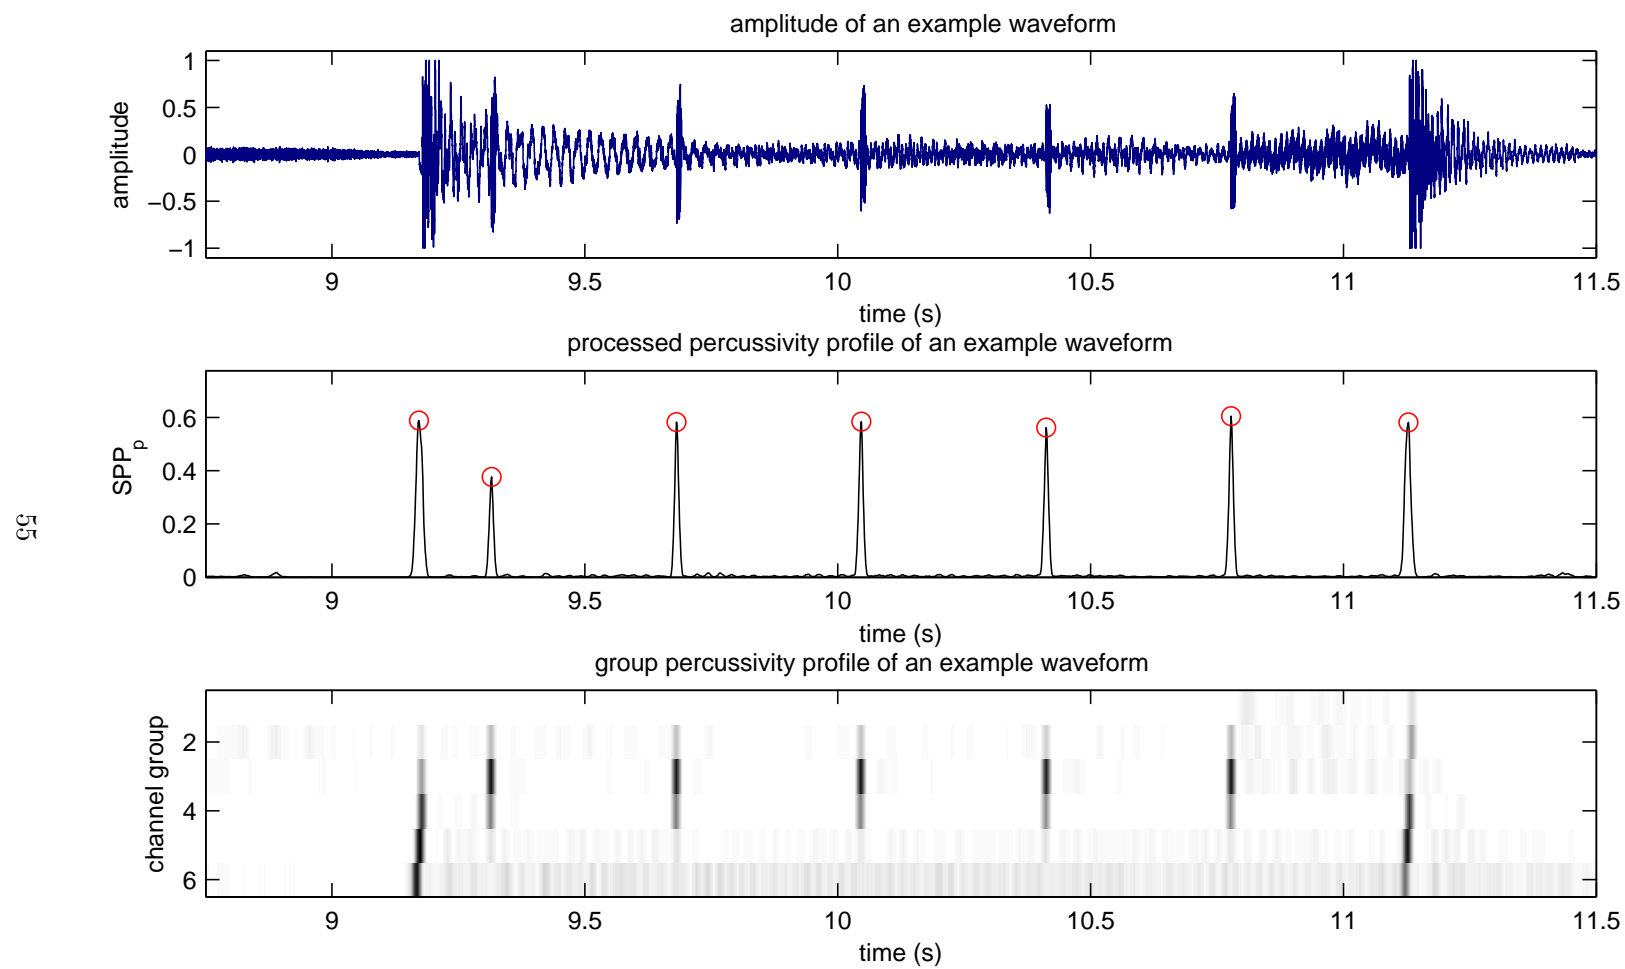 amplitude of an example waveform
1
0.5
0
−0.5
−1
amplitude
9 9.5 10 10.5 11 11.5
time (s)
processed percussivity profile of an example waveform
0.6
0.4
0.2
0
SPPp
9 9.5 10 10.5 11 11.5
time (s)
group percussivity profile of an example waveform
2
4
6
channel group
9 9.5 10 10.5 11 11.5
time (s)
55